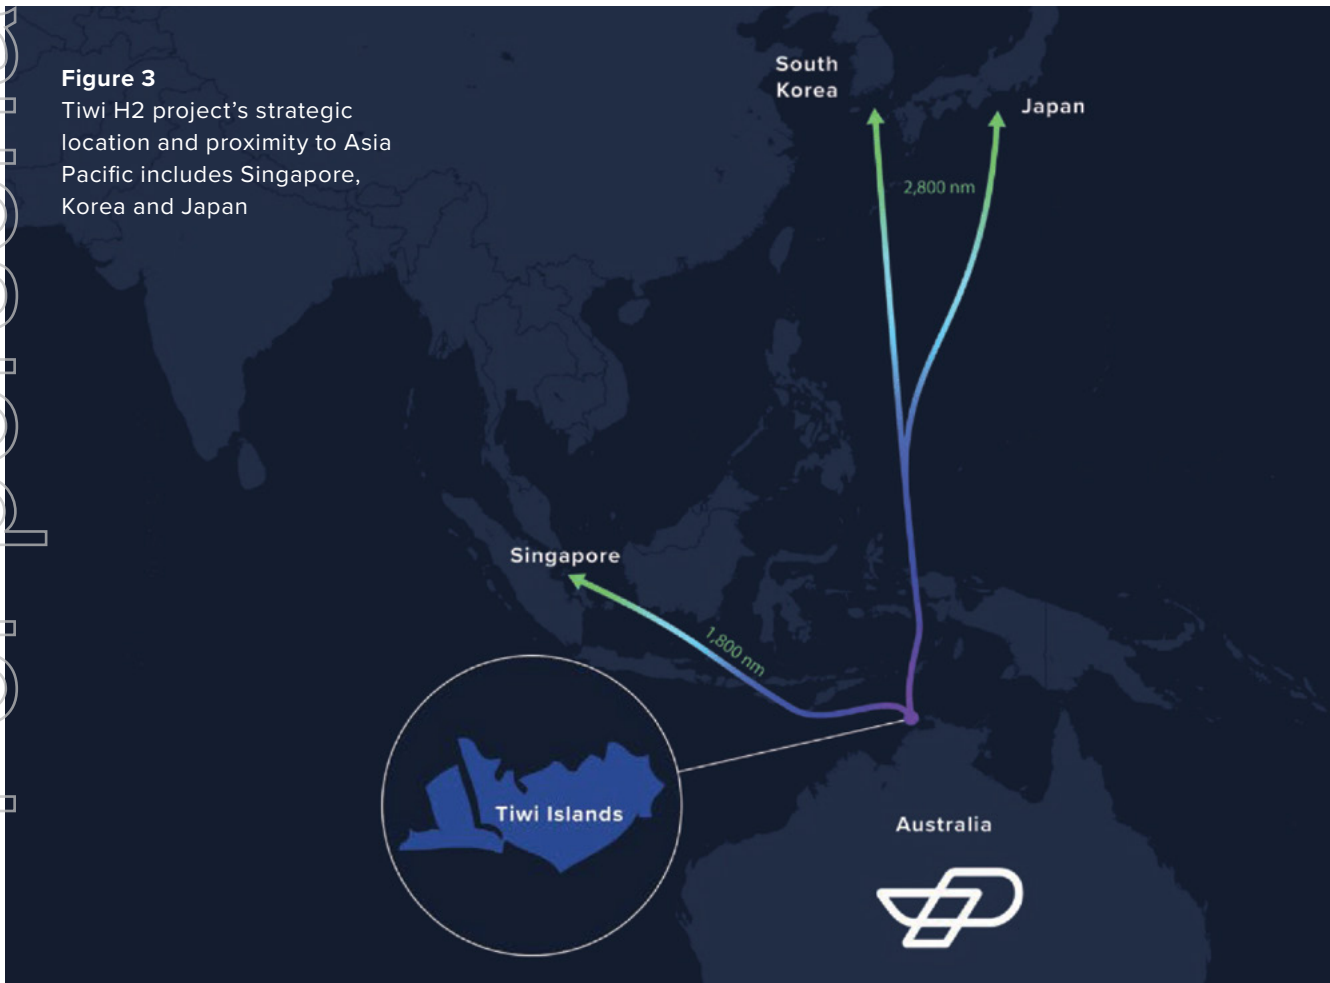 Figure 3
Tiwi H2 project's strategic
location and proximity to Asia
Pacific includes Singapore,
Korea and Japan
South
Korea
Japan
2,800 nm
Singapore
1,800 nm
Tiwi Islands
Australia